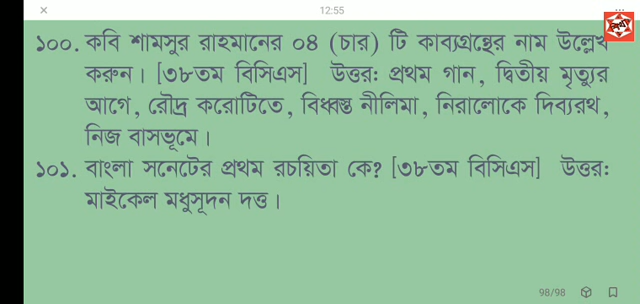 12:55
১০০. কবি শামসুর রাহমানের ০৪ (চার) টি কাব্যগ্রন্থের নাম উল্লেখ
করুন। [৩৮তম বিসিএস] উত্তর: প্রথম গান, দ্বিতীয় মৃত্যুর
আগে, রৌদ্র করোটিতে, বিধ্বস্ত নীলিমা, নিরালোকে দিব্যরথ,
নিজ বাসভূমে।
১০১. বাংলা সনেটের প্রথম রচয়িতা কে? [৩৮তম বিসিএস] উত্তর:
মাইকেল মধুসূদন দত্ত।
98/98